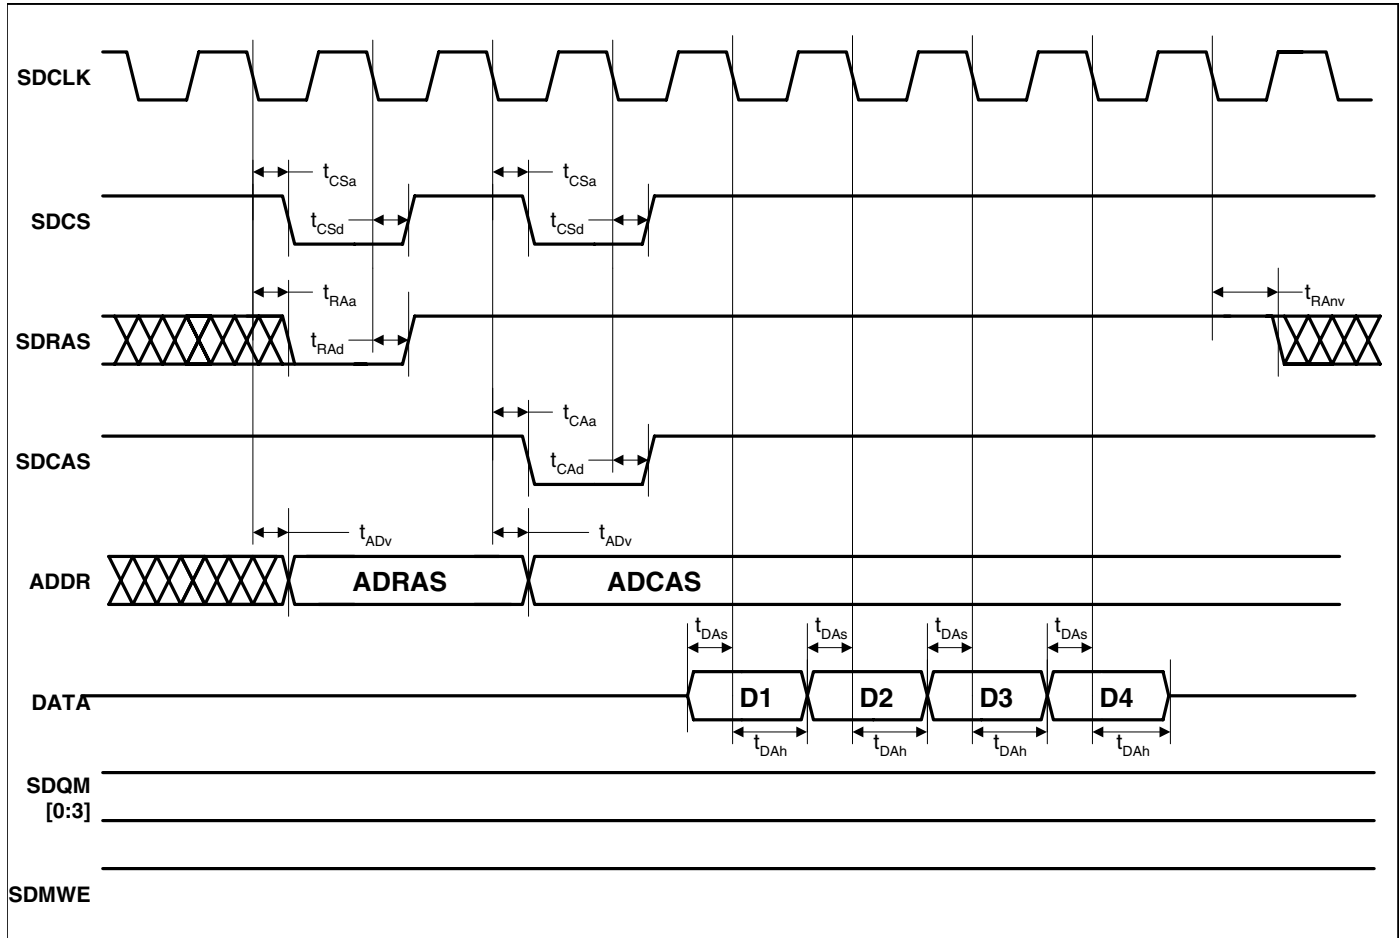 SDCLK
tCSa tCSa
SDCS
tCSd tCSd
tRAa tRAnv
SDRAS
tRAd
tCAa
SDCAS
tCAd
tADv tADv
ADDR ADRAS ADCAS
tDAs tDAs tDAs tDAs
DATA D1 D2 D3 D4
tDAh tDAh tDAh tDAh
SDQM
[0:3]
SDMWE